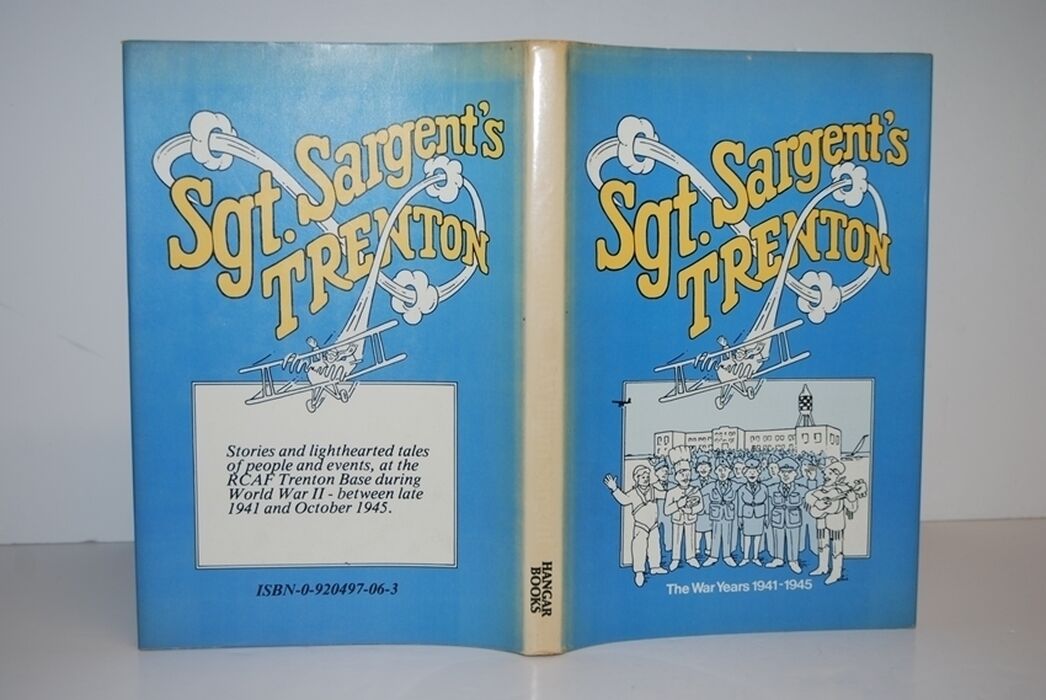 Sgt. Sargent's
TRENTON
Stories and lighthearted tales
of people and events, at the
RCAF Trenton Base during
World War II - between late
1941 and October 1945.
ISBN-0-920497-06-3
HANGAR
BOOKS
Sgt. Sargent's
TRENTON
The War Years 1941-1945